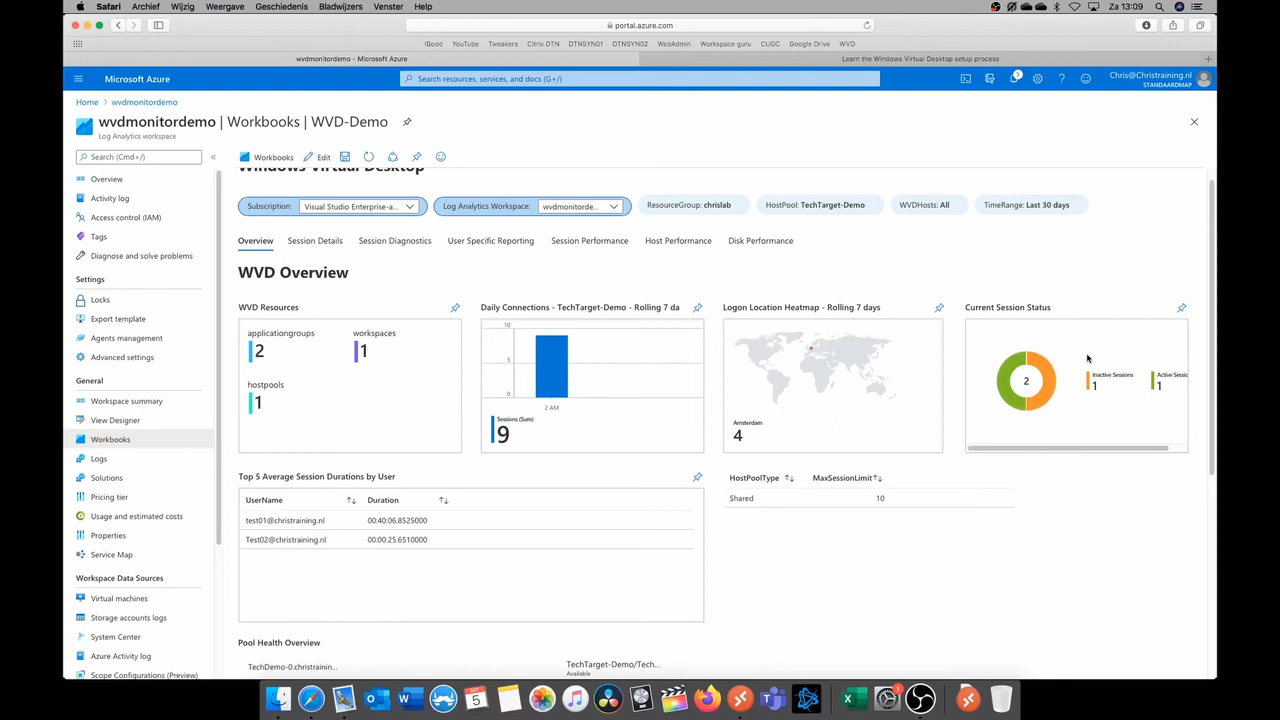 Safari Archief Wijzig Weergave Geschiedenis Bladwijzers Venster Help Za 13:09
portal.azure.com
iBood YouTube Tweakers Citrix DTN DTNSYN01 DTNSYN02 WebAdmin Workspace guru CUGC Google Drive WVD
wvdmonitordemo - Microsoft Azure Learn the Windows Virtual Desktop setup process
Microsoft Azure Search resources, services, and docs (G+/) 5 Chris@Christraining.nl
STANDAARDMAP
Home > wvdmonitordemo
wvdmonitordemo | Workbooks | WVD-Demo
Log Analytics workspace
Search (Cmd+/)
Workbooks Edit
Windows Virtual Desktop
Overview
Activity log
Access control (IAM)
Tags
Diagnose and solve problems
Settings
Locks
Export template
Agents management
Advanced settings
General
Workspace summary
View Designer
Workbooks
Logs
Solutions
Pricing tier
Usage and estimated costs
Properties
Service Map
Workspace Data Sources
Virtual machines
Storage accounts logs
System Center
Azure Activity log
Scope Configurations (Preview)
Subscription: Visual Studio Enterprise-a... Log Analytics Workspace: wvdmonitorde... ResourceGroup: chrislab HostPool: TechTarget-Demo WVDHosts: All TimeRange: Last 30 days
Overview Session Details Session Diagnostics User Specific Reporting Session Performance Host Performance Disk Performance
WVD Overview
WVD Resources
applicationgroups workspaces
2 1
hostpools
1
Daily Connections - TechTarget-Demo - Rolling 7 da
10
5
0
2 AM
Sessions (Sum)
9
Logon Location Heatmap - Rolling 7 days
Amsterdam
4
Current Session Status
2
Inactive Sessions Active Sessic
1 1
Top 5 Average Session Durations by User
UserName Duration
test01@christraining.nl 00:40:06.8525000
Test02@christraining.nl 00:00:25.6510000
HostPoolType MaxSessionLimit
Shared 10
Pool Health Overview
TechDemo-0.christrainin... TechTarget-Demo/Tech...
Available
5
1